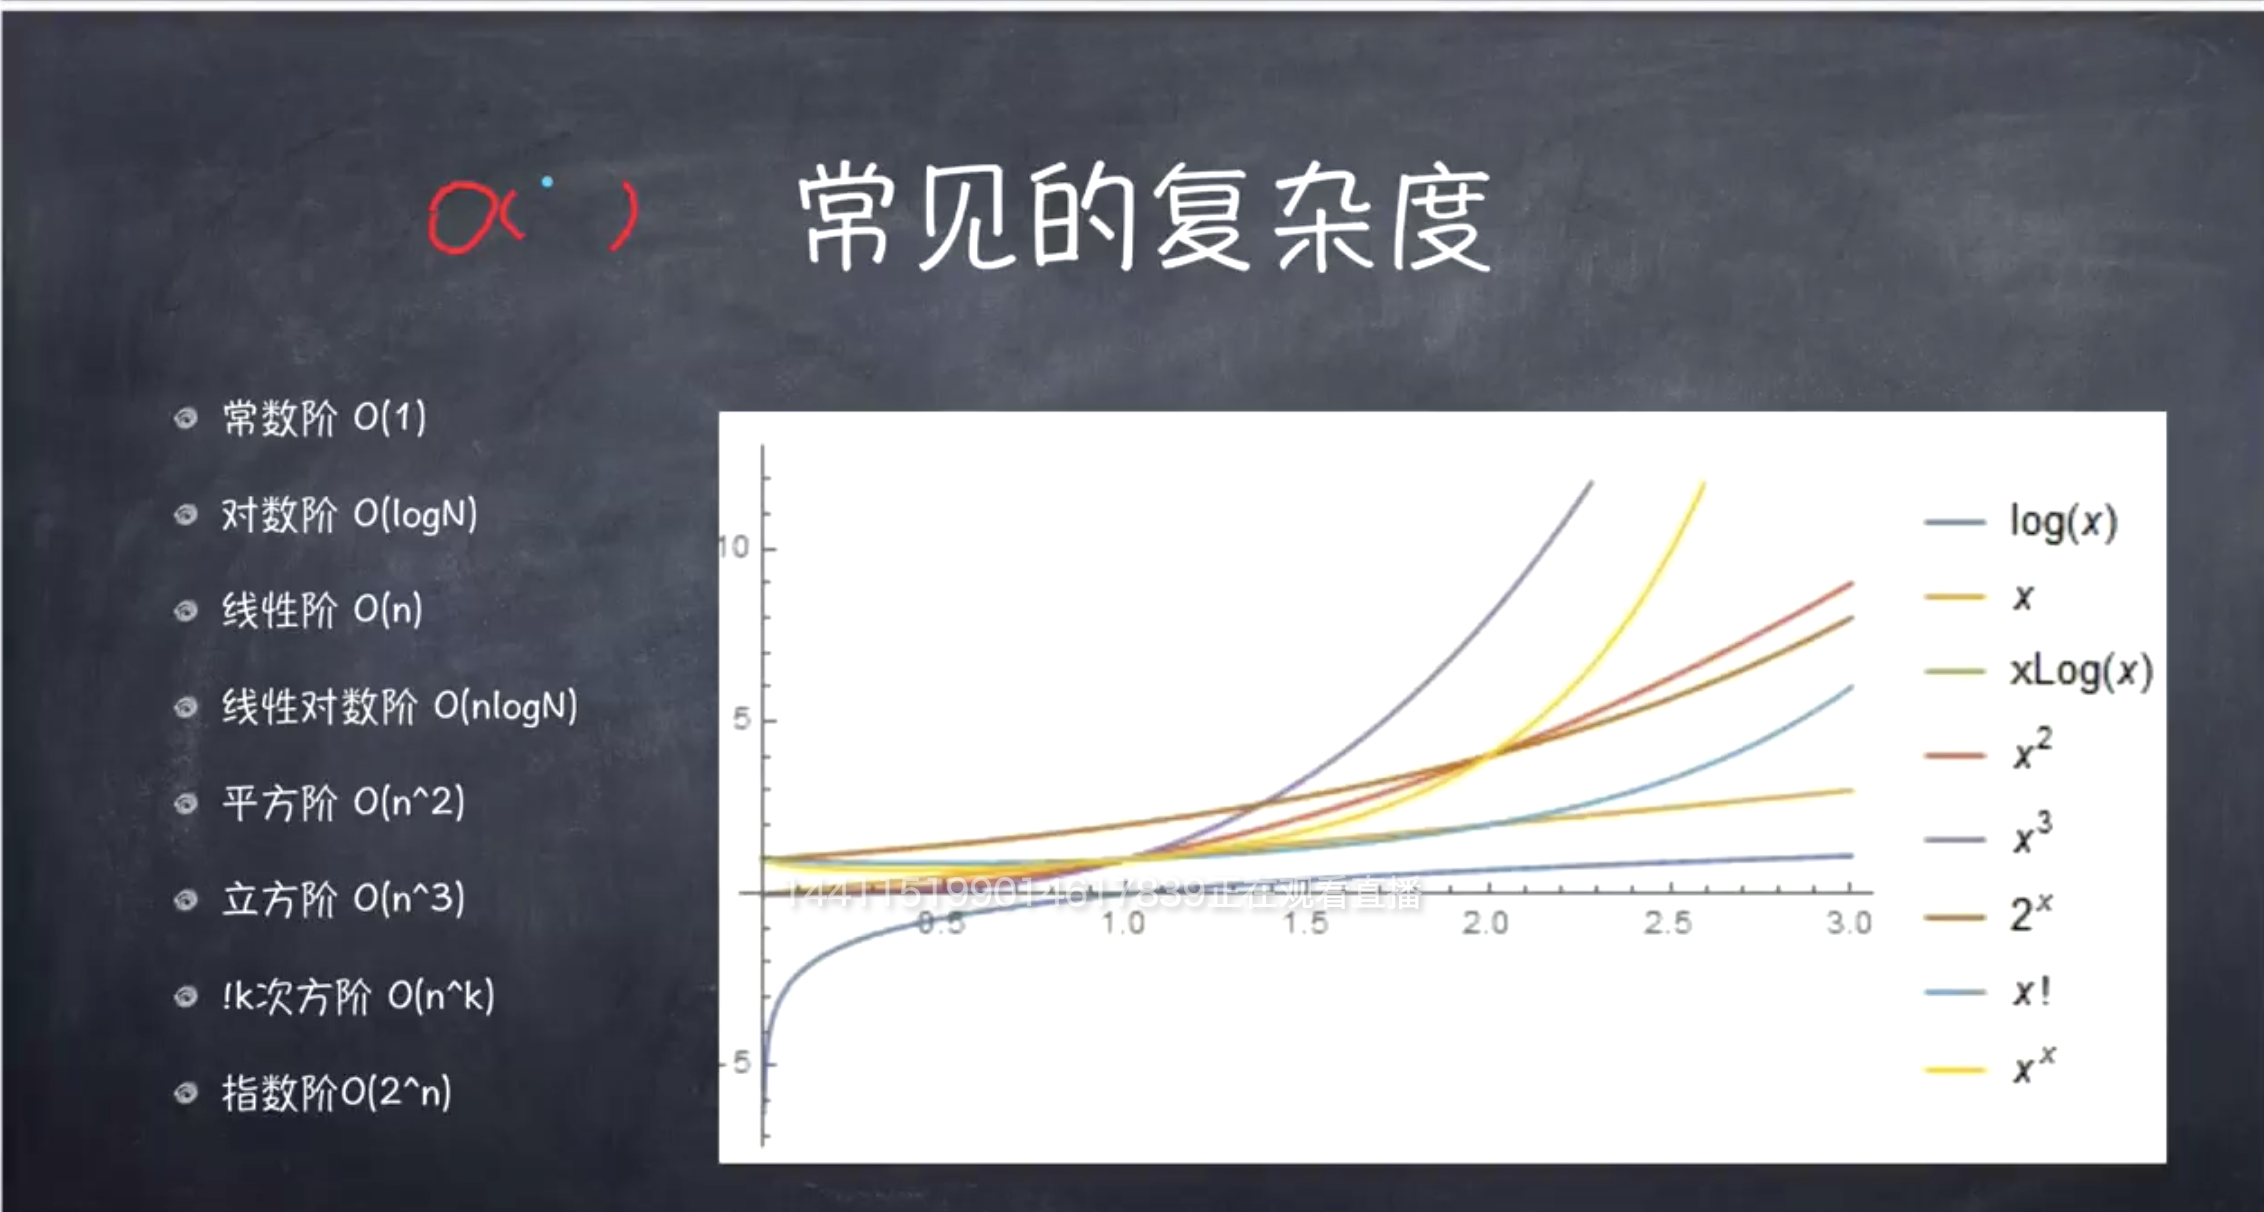 O( )
常见的复杂度
常数阶 O(1)
对数阶 O(logN)
线性阶 O(n)
线性对数阶 O(nlogN)
平方阶 O(n^2)
立方阶 O(n^3)
!k次方阶 O(n^k)
指数阶O(2^n)
10
5
-5
0.5 1.0 1.5 2.0 2.5 3.0
144115199014617839正在观看直播
log(x)
x
xLog(x)
x^2
x^3
2^x
x!
x^x